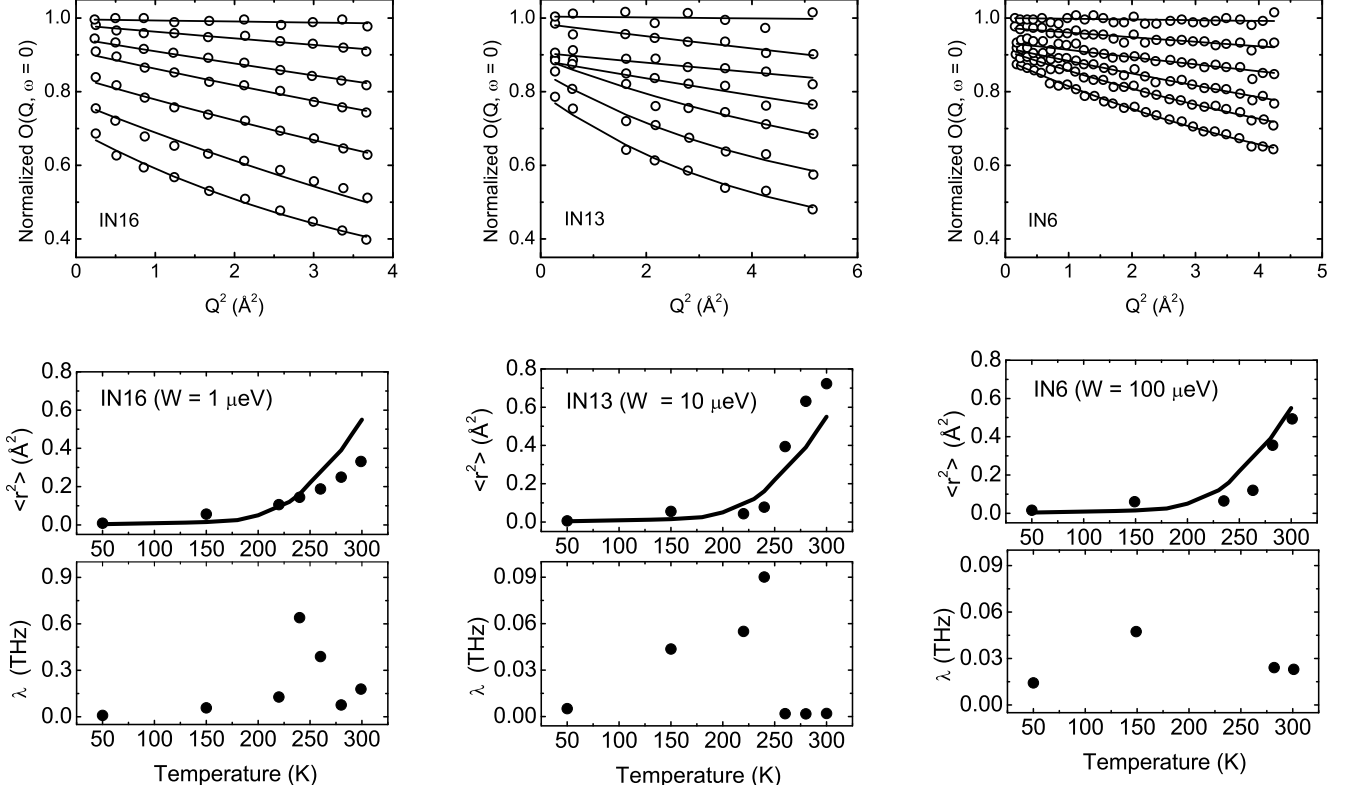 Normalized O(Q, ω = 0)
1.0
0.8
0.6
0.4
IN16
0 1 2 3 4
Q² (Å²)
Normalized O(Q, ω = 0)
1.0
0.8
0.6
0.4
IN13
0 2 4 6
Q² (Å²)
Normalized O(Q, ω = 0)
1.0
0.8
0.6
0.4
IN6
0 1 2 3 4 5
Q² (Å²)
<r²> (Å²)
0.8
0.6
0.4
0.2
0.0
IN16 (W = 1 μeV)
50 100 150 200 250 300
<r²> (Å²)
0.8
0.6
0.4
0.2
0.0
IN13 (W = 10 μeV)
50 100 150 200 250 300
<r²> (Å²)
0.8
0.6
0.4
0.2
0.0
IN6 (W = 100 μeV)
50 100 150 200 250 300
λ (THz)
0.9
0.6
0.3
0.0
50 100 150 200 250 300
Temperature (K)
λ (THz)
0.09
0.06
0.03
0.00
50 100 150 200 250 300
Temperature (K)
λ (THz)
0.09
0.06
0.03
0.00
50 100 150 200 250 300
Temperature (K)